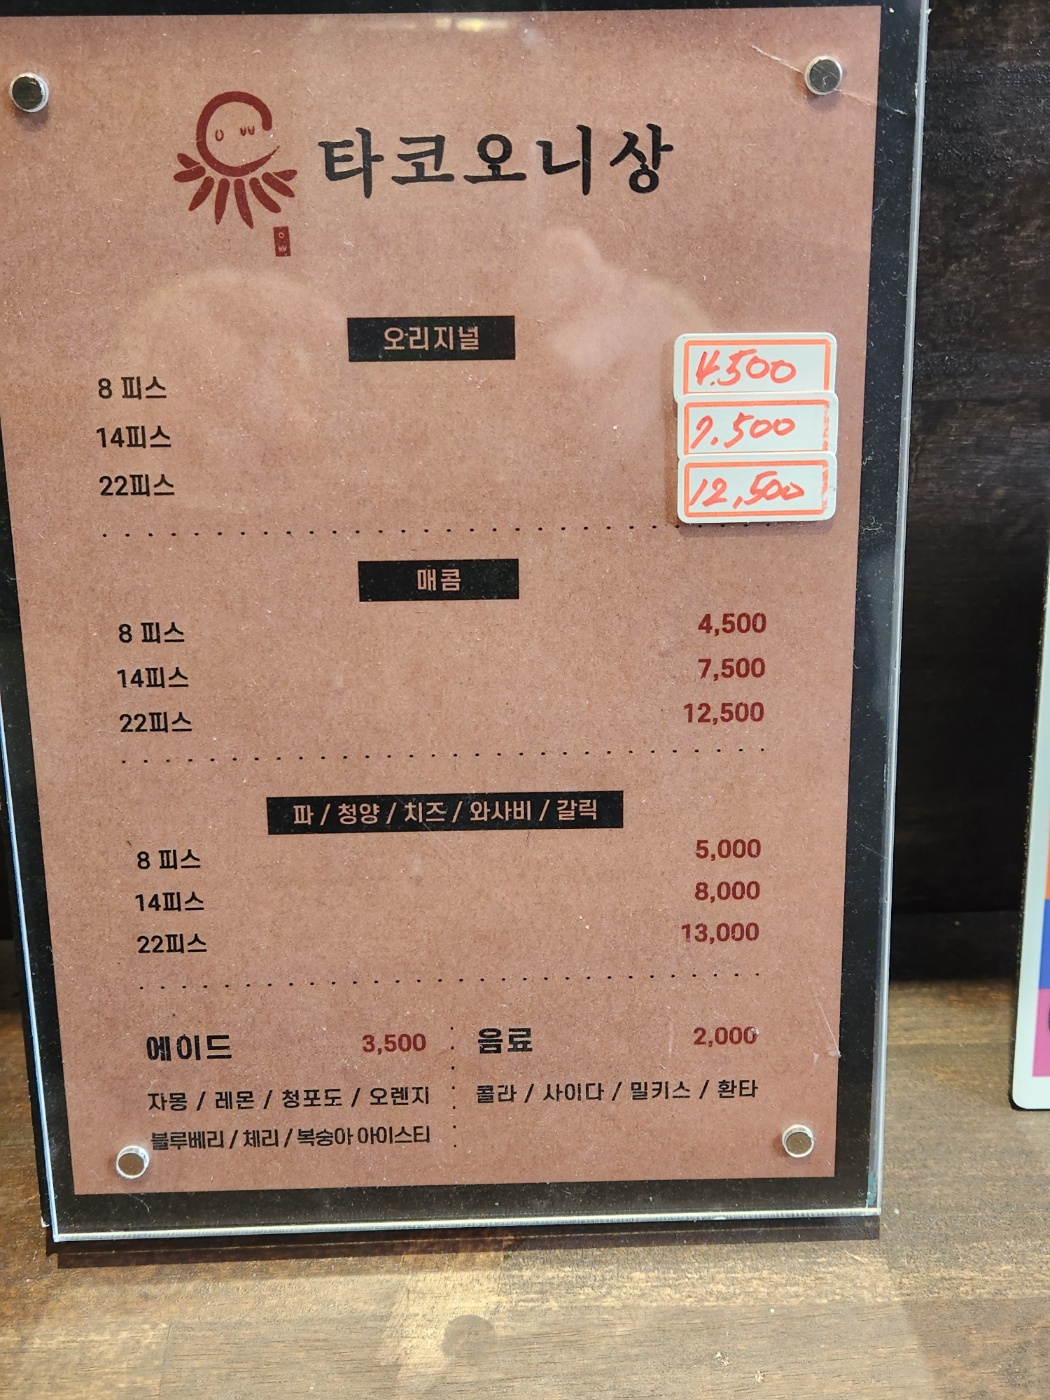 타코오니상
오리지널
8 피스 4.500
14피스 7.500
22피스 12,500
매콤
8 피스 4,500
14피스 7,500
22피스 12,500
파 / 청양 / 치즈 / 와사비 / 갈릭
8 피스 5,000
14피스 8,000
22피스 13,000
에이드 3,500
자몽 / 레몬 / 청포도 / 오렌지
블루베리 / 체리 / 복숭아 아이스티
음료 2,000
콜라 / 사이다 / 밀키스 / 환타